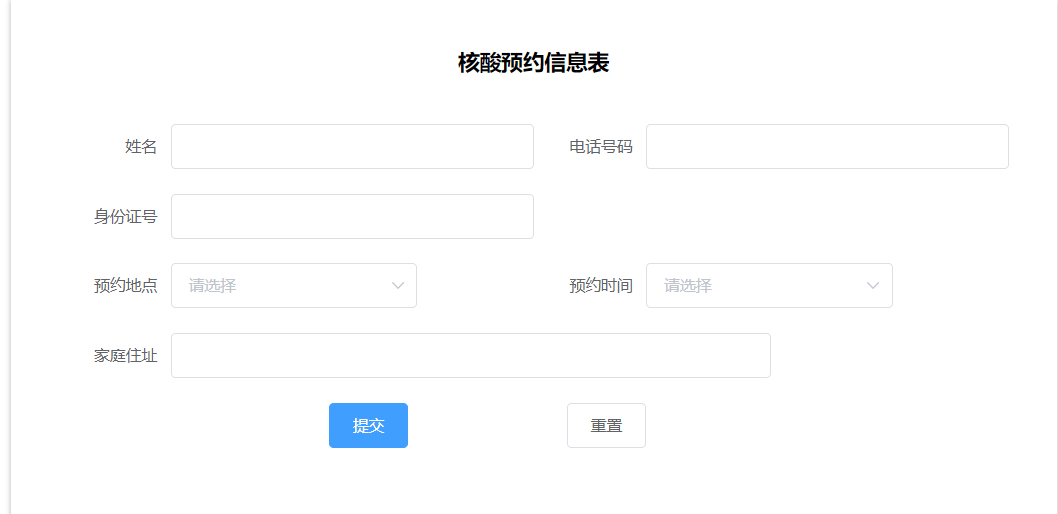 核酸预约信息表
姓名
电话号码
身份证号
预约地点 请选择
预约时间 请选择
家庭住址
提交
重置